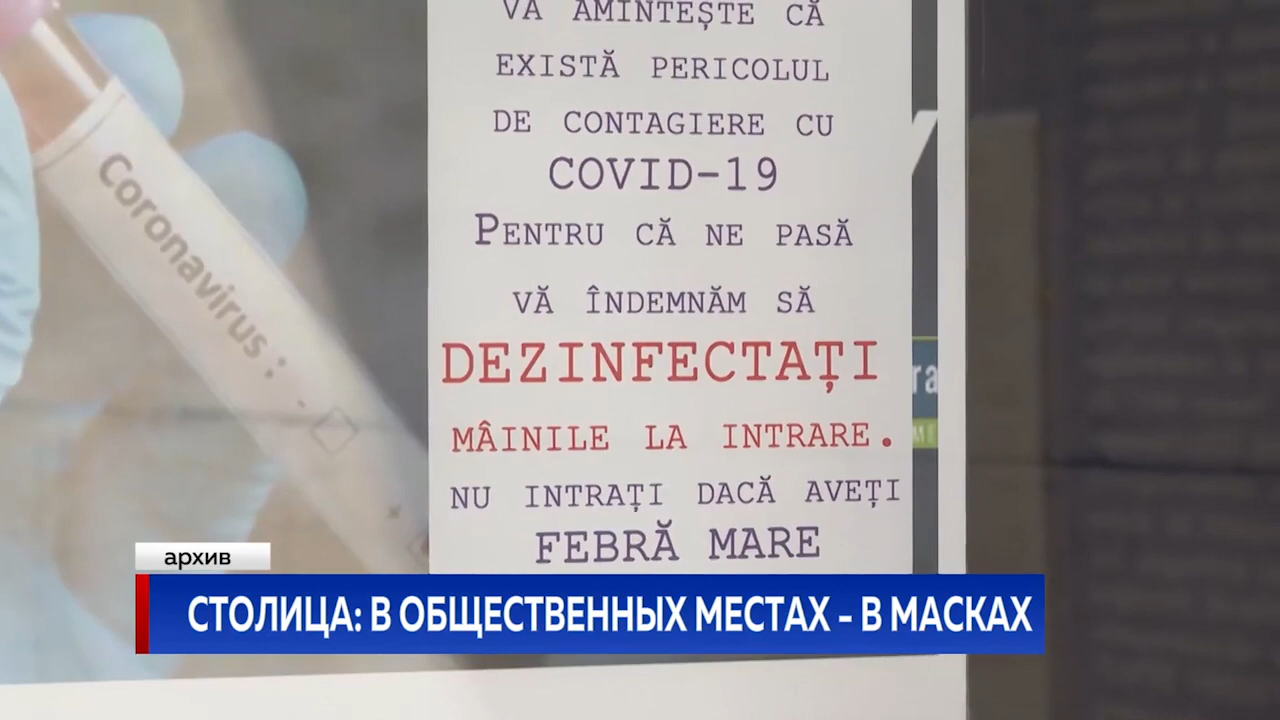 VĂ AMINTEȘTE CĂ
EXISTĂ PERICOLUL
DE CONTAGIERE CU
COVID-19
PENTRU CĂ NE PASĂ
VĂ ÎNDEMNĂM SĂ
DEZINFECTAȚI
MÂINILE LA INTRARE.
NU INTRAȚI DACĂ AVEȚI
FEBRĂ MARE
Coronavirus:
архив
СТОЛИЦА: В ОБЩЕСТВЕННЫХ МЕСТАХ - В МАСКАХ